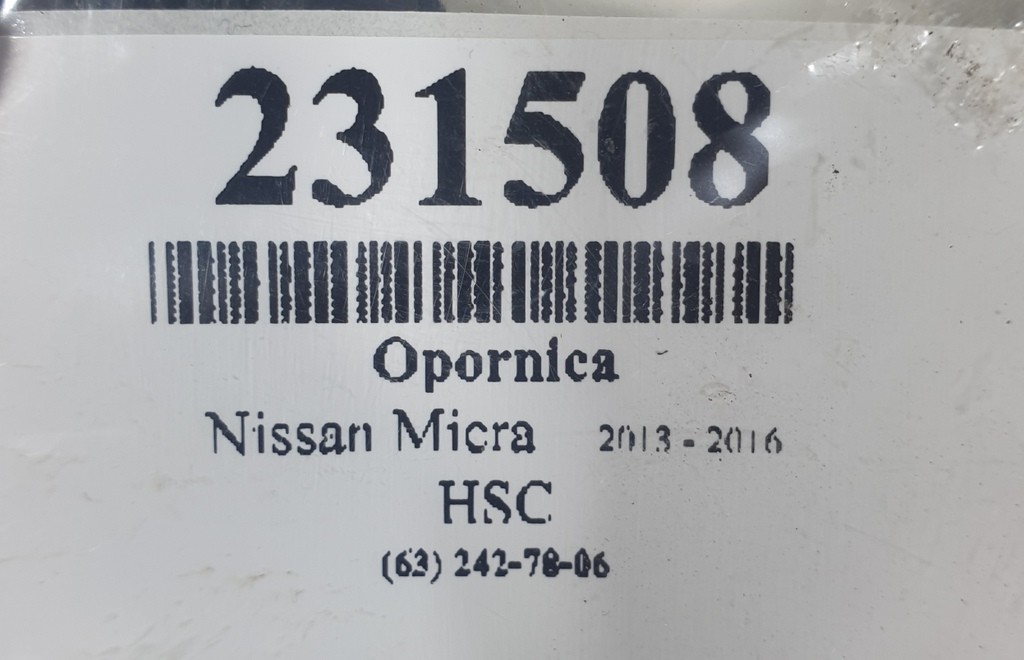 231508
Opornica
Nissan Micra 2013 - 2016
HSC
(63) 242-78-06